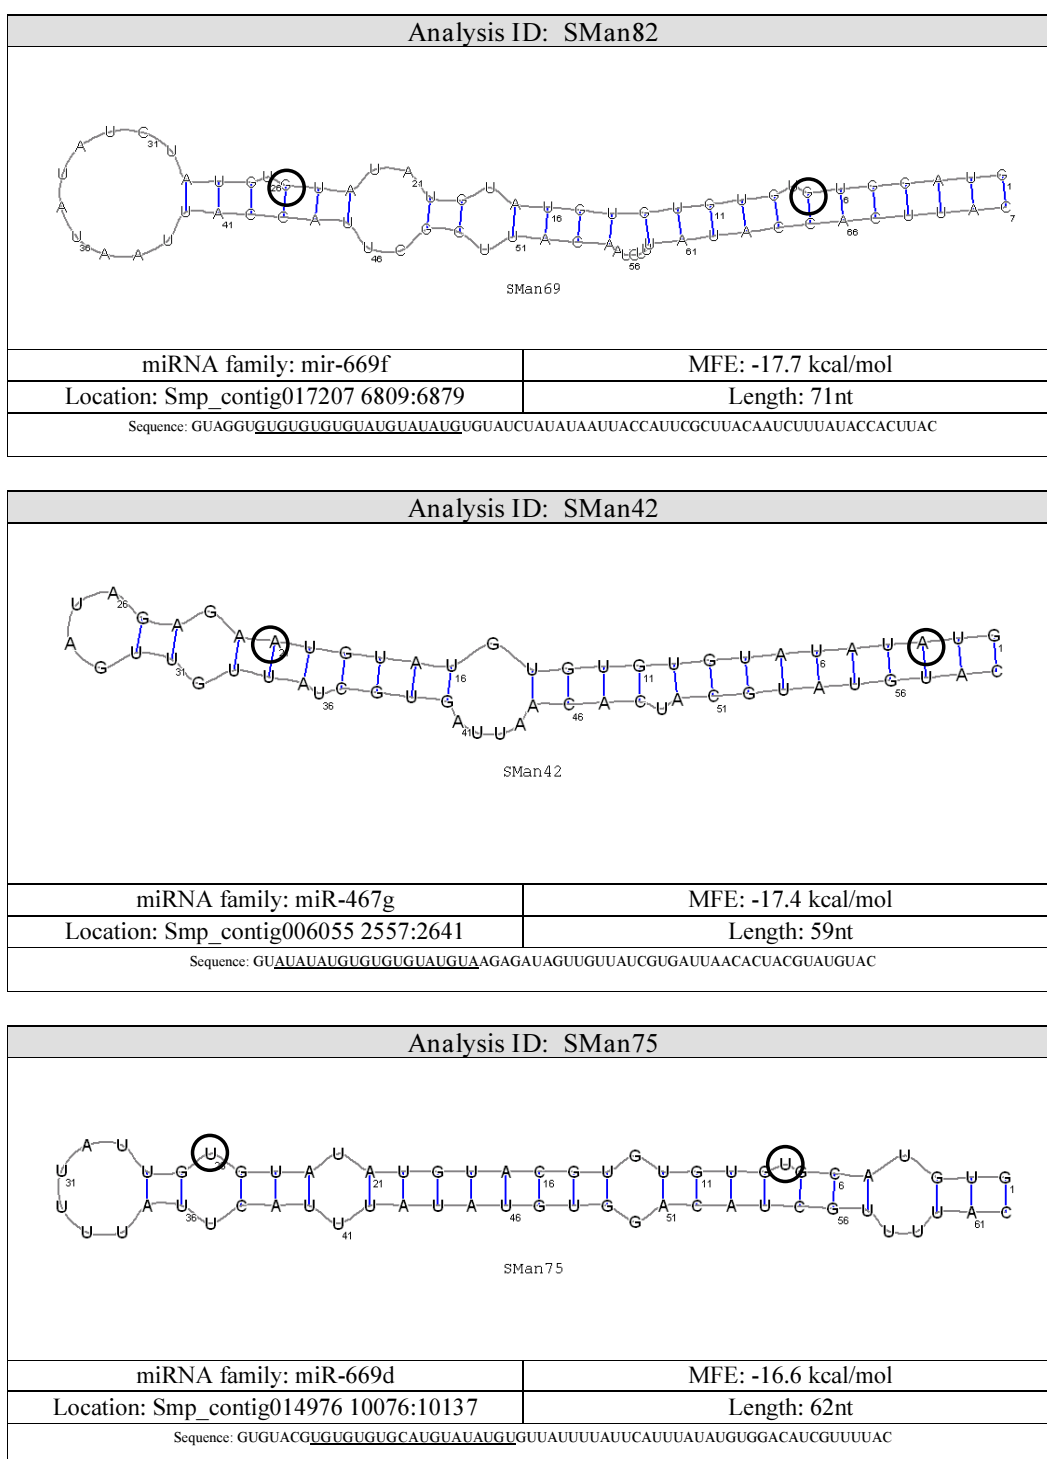 Analysis ID: SMan82
SMan69
miRNA family: mir-669f
MFE: -17.7 kcal/mol
Location: Smp_contig017207 6809:6879
Length: 71nt
Sequence: GUAGGUGUGUGUGUGUAUGUAUAUGUGUAUCUAUAUAAUUACCAUUCGCUUACAAUCUUUAUACCACUUAC
Analysis ID: SMan42
SMan42
miRNA family: miR-467g
MFE: -17.4 kcal/mol
Location: Smp_contig006055 2557:2641
Length: 59nt
Sequence: GUAUAUAUGUGUGUGUAUGUAAGAGAUAGUUGUUAUCGUGAUUAACACUACGUAUGUAC
Analysis ID: SMan75
SMan75
miRNA family: miR-669d
MFE: -16.6 kcal/mol
Location: Smp_contig014976 10076:10137
Length: 62nt
Sequence: GUGUACGUGUGUGUGCAUGUAUAUGUGUUAUUUUAUUCAUUUAUAUGUGGACAUCGUUUUAC